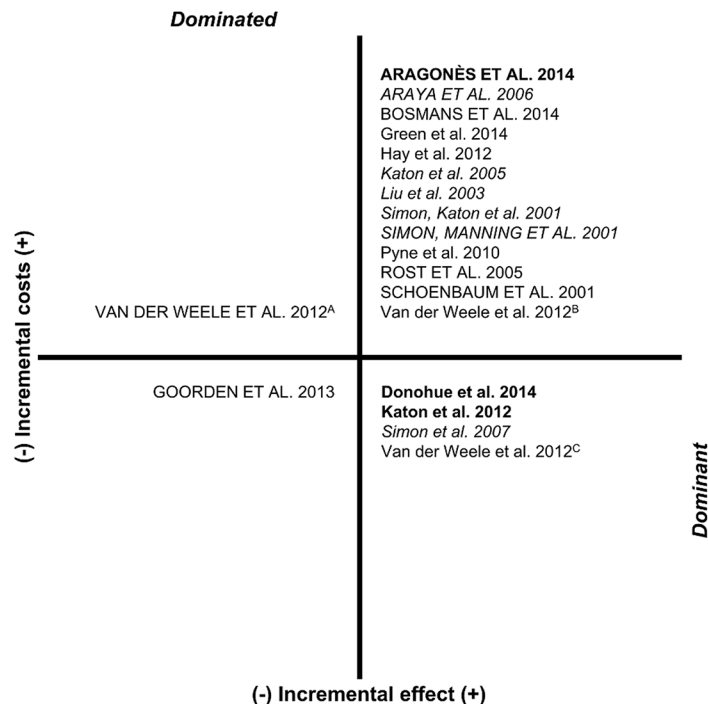 Dominated
ARAGONÈS ET AL. 2014
ARAYA ET AL. 2006
BOSMANS ET AL. 2014
Green et al. 2014
Hay et al. 2012
Katon et al. 2005
Liu et al. 2003
Simon, Katon et al. 2001
SIMON, MANNING ET AL. 2001
Pyne et al. 2010
ROST ET AL. 2005
SCHOENBAUM ET AL. 2001
Van der Weele et al. 2012B
VAN DER WEELE ET AL. 2012A
(-) Incremental costs (+)
GOORDEN ET AL. 2013
Donohue et al. 2014
Katon et al. 2012
Simon et al. 2007
Van der Weele et al. 2012C
Dominant
(-) Incremental effect (+)